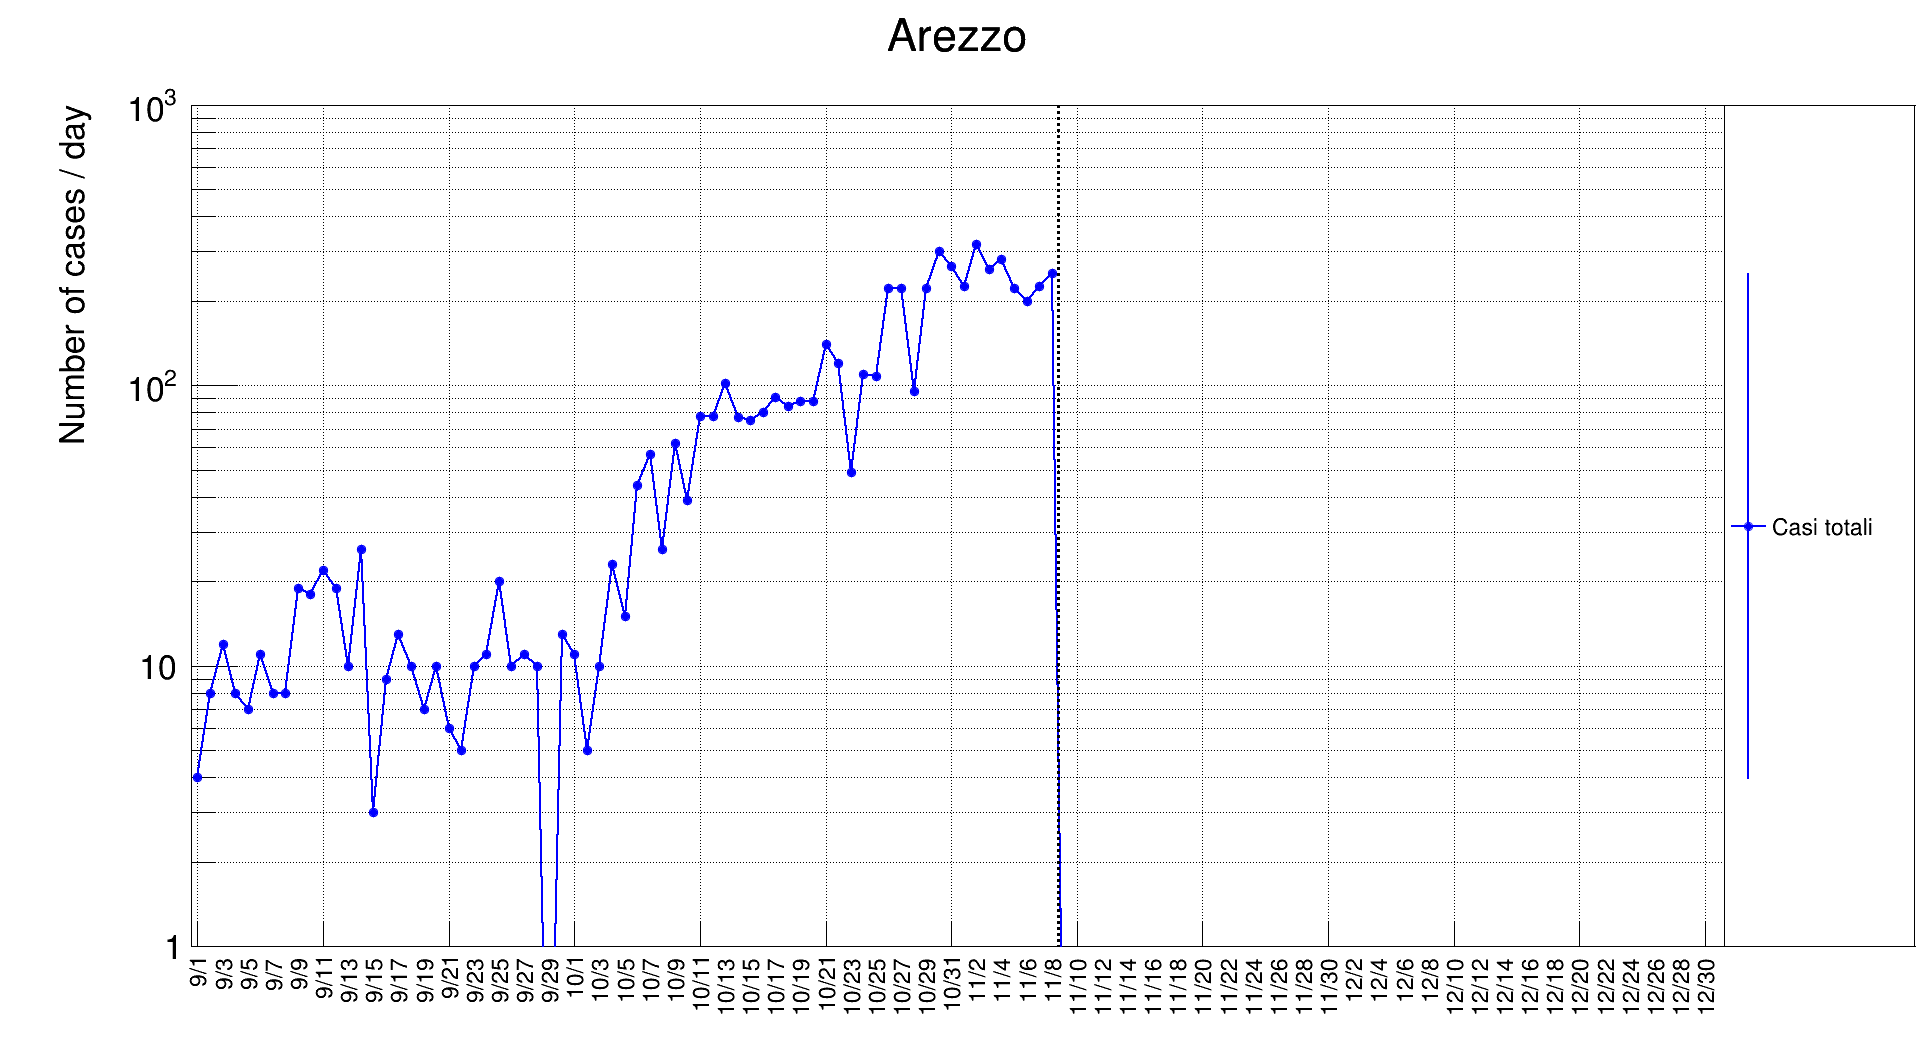 Arezzo
Number of cases / day
10³
10²
10
1
9/1 9/3 9/5 9/7 9/9 9/11 9/13 9/15 9/17 9/19 9/21 9/23 9/25 9/27 9/29 10/1 10/3 10/5 10/7 10/9 10/11 10/13 10/15 10/17 10/19 10/21 10/23 10/25 10/27 10/29 10/31 11/2 11/4 11/6 11/8 11/10 11/12 11/14 11/16 11/18 11/20 11/22 11/24 11/26 11/28 11/30 12/2 12/4 12/6 12/8 12/10 12/12 12/14 12/16 12/18 12/20 12/22 12/24 12/26 12/28 12/30
Casi totali